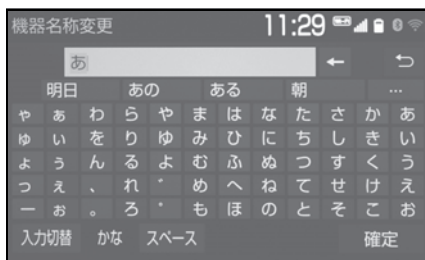 機器名称変更 11:29
あ
明日 あの ある 朝 …
ゃ ぁ わ ら や ま は な た さ か あ
ゅ ぃ を り ゆ み ひ に ち し き い
ょ ぅ ん る よ む ふ ぬ つ す く う
っ ぇ 、 れ ゛ め へ ね て せ け え
ー ぉ 。 ろ ゜ も ほ の と そ こ お
入力切替 かな スペース 確定